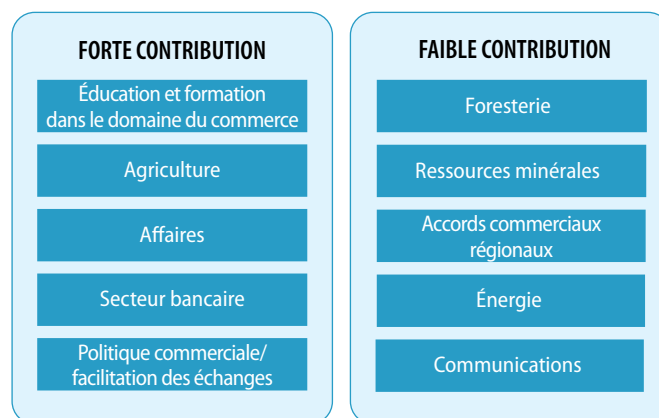 FORTE CONTRIBUTION
Éducation et formation
dans le domaine du commerce
Agriculture
Affaires
Secteur bancaire
Politique commerciale/
facilitation des échanges
FAIBLE CONTRIBUTION
Foresterie
Ressources minérales
Accords commerciaux
régionaux
Énergie
Communications